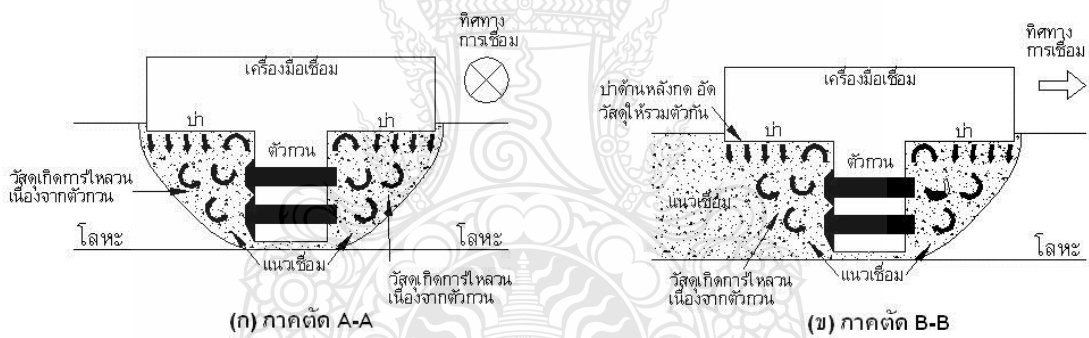 ทิศทาง
การเชื่อม
เครื่องมือเชื่อม
บ่า
บ่า
ตัวกวน
วัสดุเกิดการไหลวน
เนื่องจากตัวกวน
โลหะ
โลหะ
แนวเชื่อม
วัสดุเกิดการไหลวน
เนื่องจากตัวกวน
(ก) ภาคตัด A-A
ทิศทาง
การเชื่อม
เครื่องมือเชื่อม
บ่าด้านหลังกด อัด
วัสดุให้รวมตัวกัน
บ่า
บ่า
ตัวกวน
แนวเชื่อม
โลหะ
แนวเชื่อม
วัสดุเกิดการไหลวน
เนื่องจากตัวกวน
(ข) ภาคตัด B-B